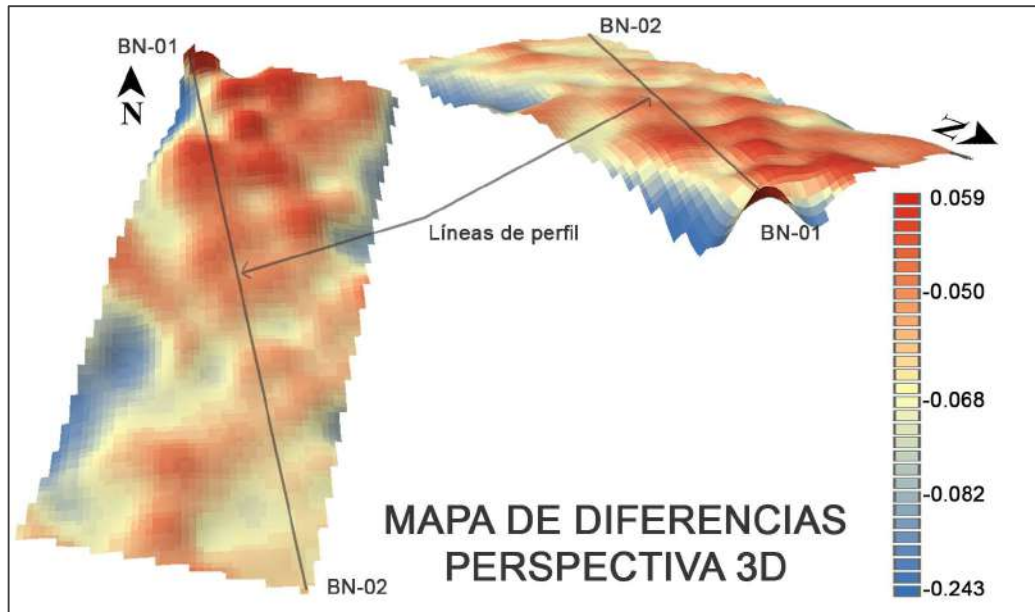 BN-01
N
BN-02
N
Líneas de perfil
BN-01
0.059
-0.050
-0.068
-0.082
-0.243
BN-02
MAPA DE DIFERENCIAS
PERSPECTIVA 3D